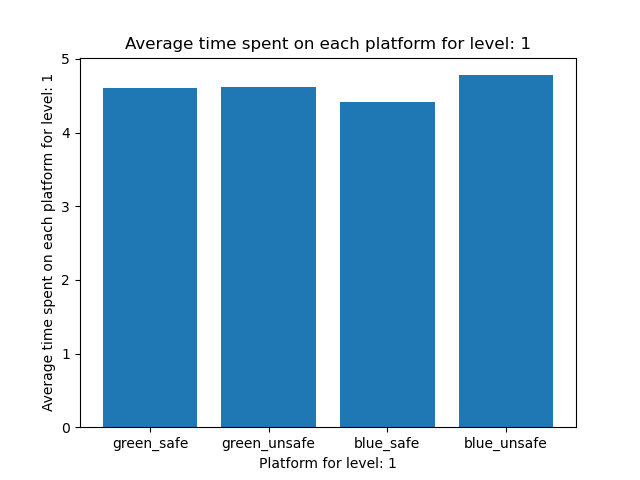 Average time spent on each platform for level: 1
Average time spent on each platform for level: 1
5
4
3
2
1
0
green_safe green_unsafe blue_safe blue_unsafe
Platform for level: 1